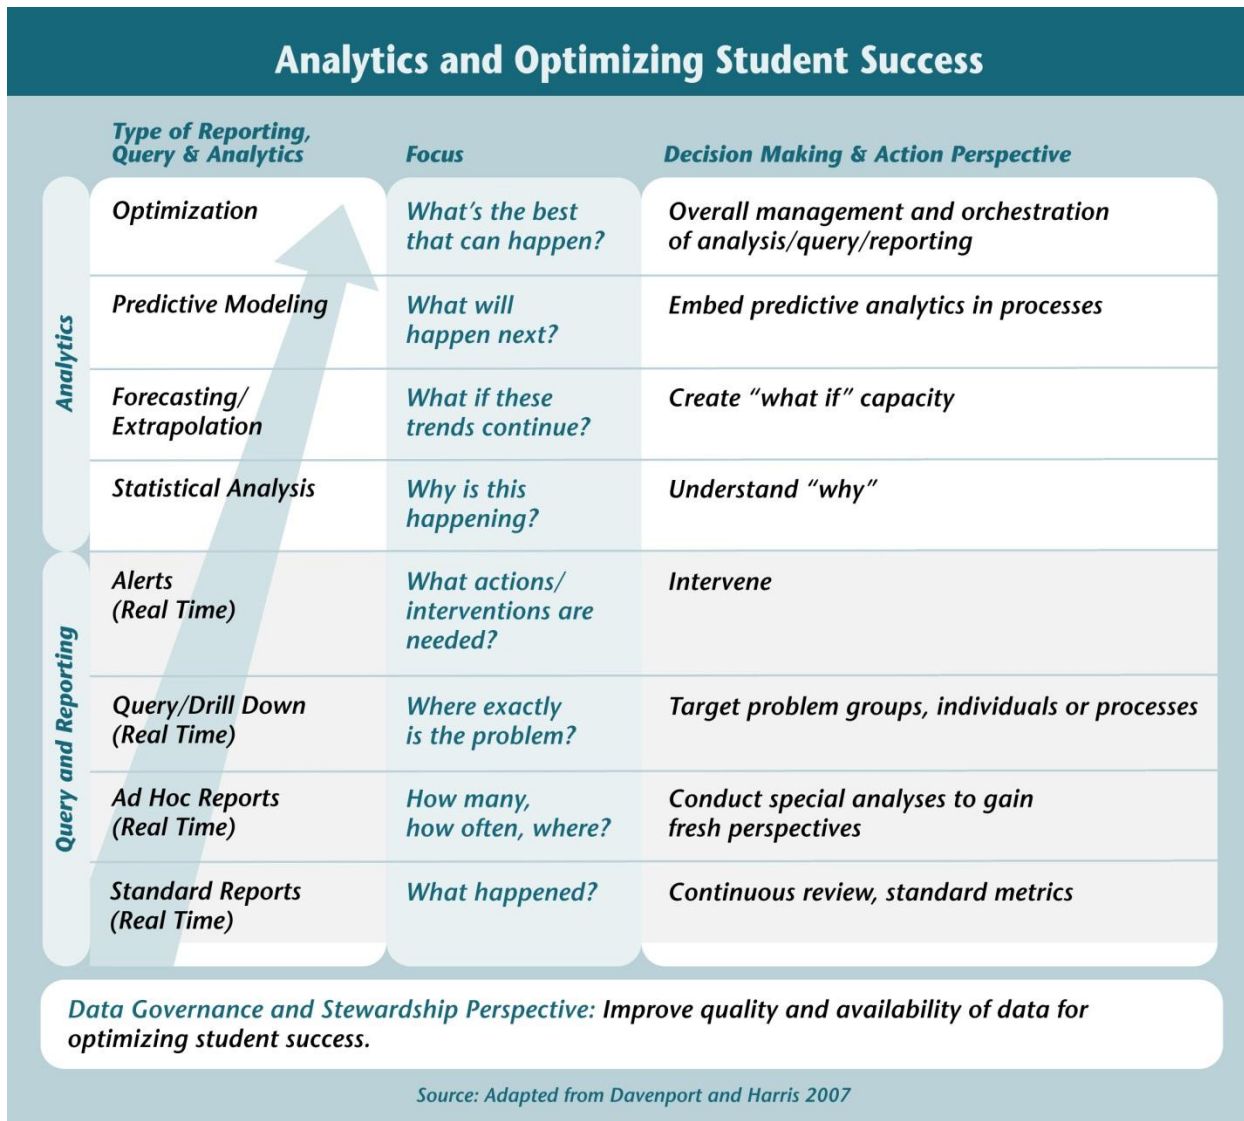 Analytics and Optimizing Student Success
Type of Reporting,
Query & Analytics
Focus
Decision Making & Action Perspective
Analytics
Optimization
What's the best
that can happen?
Overall management and orchestration
of analysis/query/reporting
Predictive Modeling
What will
happen next?
Embed predictive analytics in processes
Forecasting/
Extrapolation
What if these
trends continue?
Create “what if” capacity
Statistical Analysis
Why is this
happening?
Understand “why”
Query and Reporting
Alerts
(Real Time)
What actions/
interventions are
needed?
Intervene
Query/Drill Down
(Real Time)
Where exactly
is the problem?
Target problem groups, individuals or processes
Ad Hoc Reports
(Real Time)
How many,
how often, where?
Conduct special analyses to gain
fresh perspectives
Standard Reports
(Real Time)
What happened?
Continuous review, standard metrics
Data Governance and Stewardship Perspective: Improve quality and availability of data for
optimizing student success.
Source: Adapted from Davenport and Harris 2007